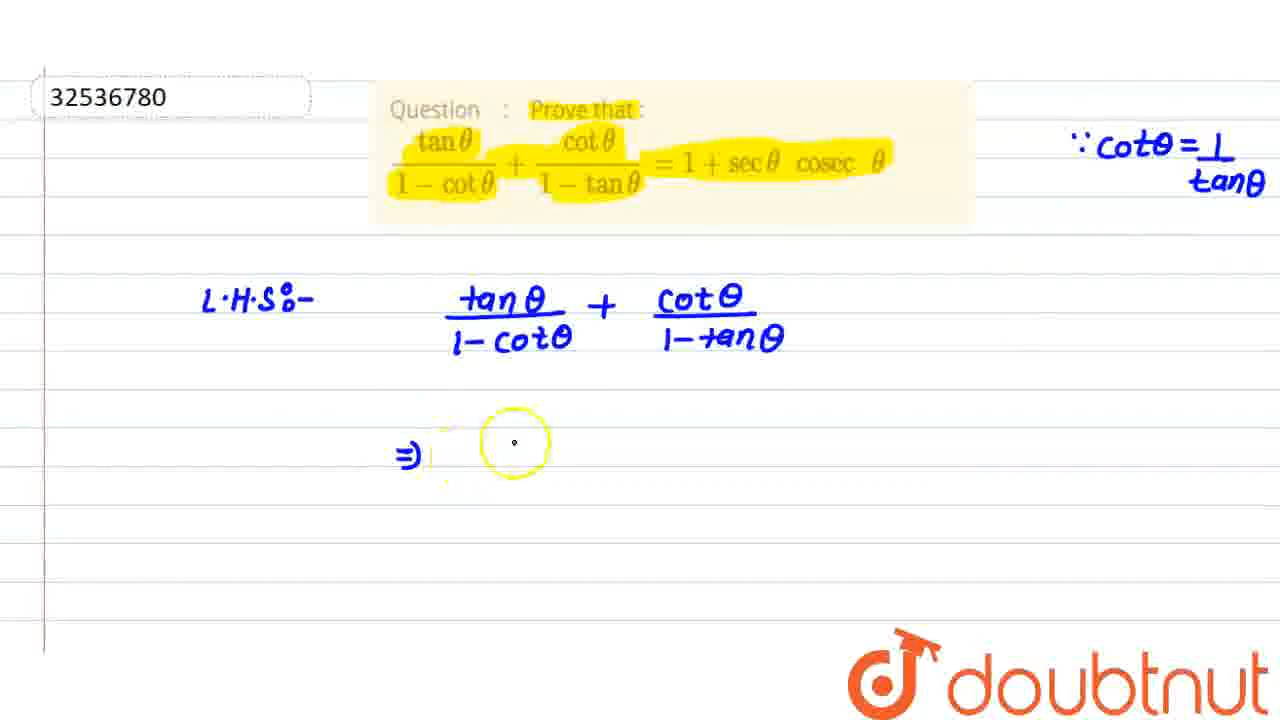 32536780
Question : Prove that :
tanθ/(1 − cotθ) + cotθ/(1 − tanθ) = 1 + secθ cosec θ
∵ cotθ = 1/tanθ
L.H.S:- tanθ/(1 − cotθ) + cotθ/(1 − tanθ)
⇒
doubtnut